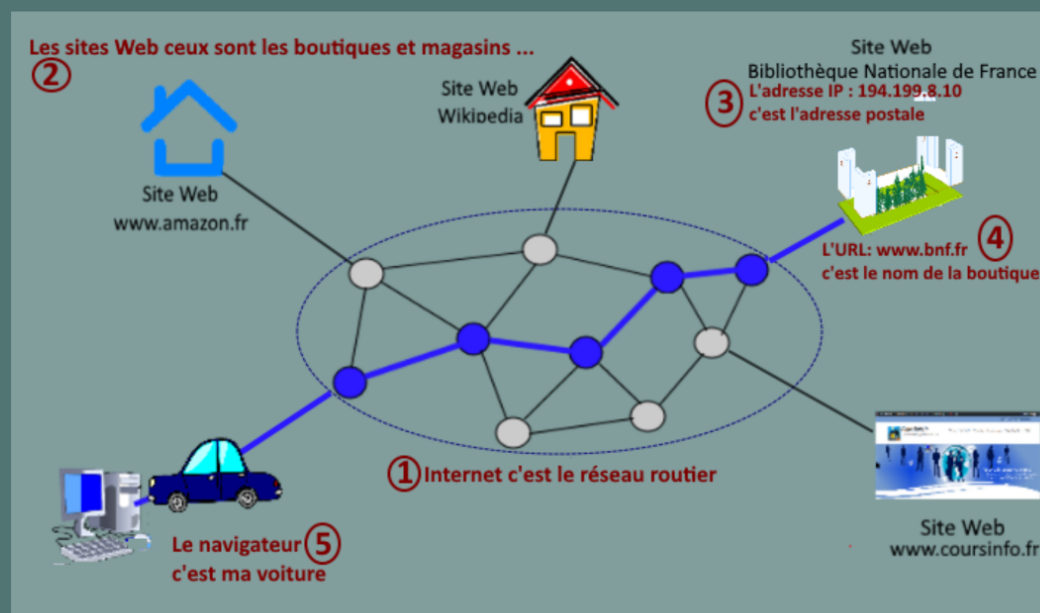 Les sites Web ceux sont les boutiques et magasins ...
2
Site Web
www.amazon.fr
Site Web
Wikipedia
Site Web
Bibliothèque Nationale de France
3
L'adresse IP : 194.199.8.10
c'est l'adresse postale
L'URL: www.bnf.fr
4
c'est le nom de la boutique
1 Internet c'est le réseau routier
Le navigateur 5
c'est ma voiture
Site Web
www.coursinfo.fr